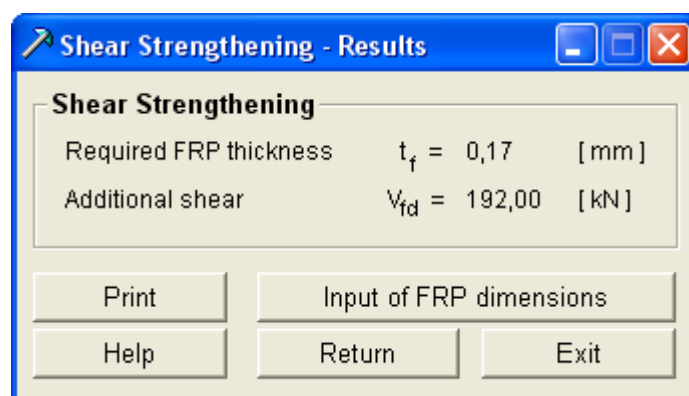 Shear Strengthening - Results
Shear Strengthening
Required FRP thickness t_f = 0,17 [mm]
Additional shear V_fd = 192,00 [kN]
Print Input of FRP dimensions
Help Return Exit